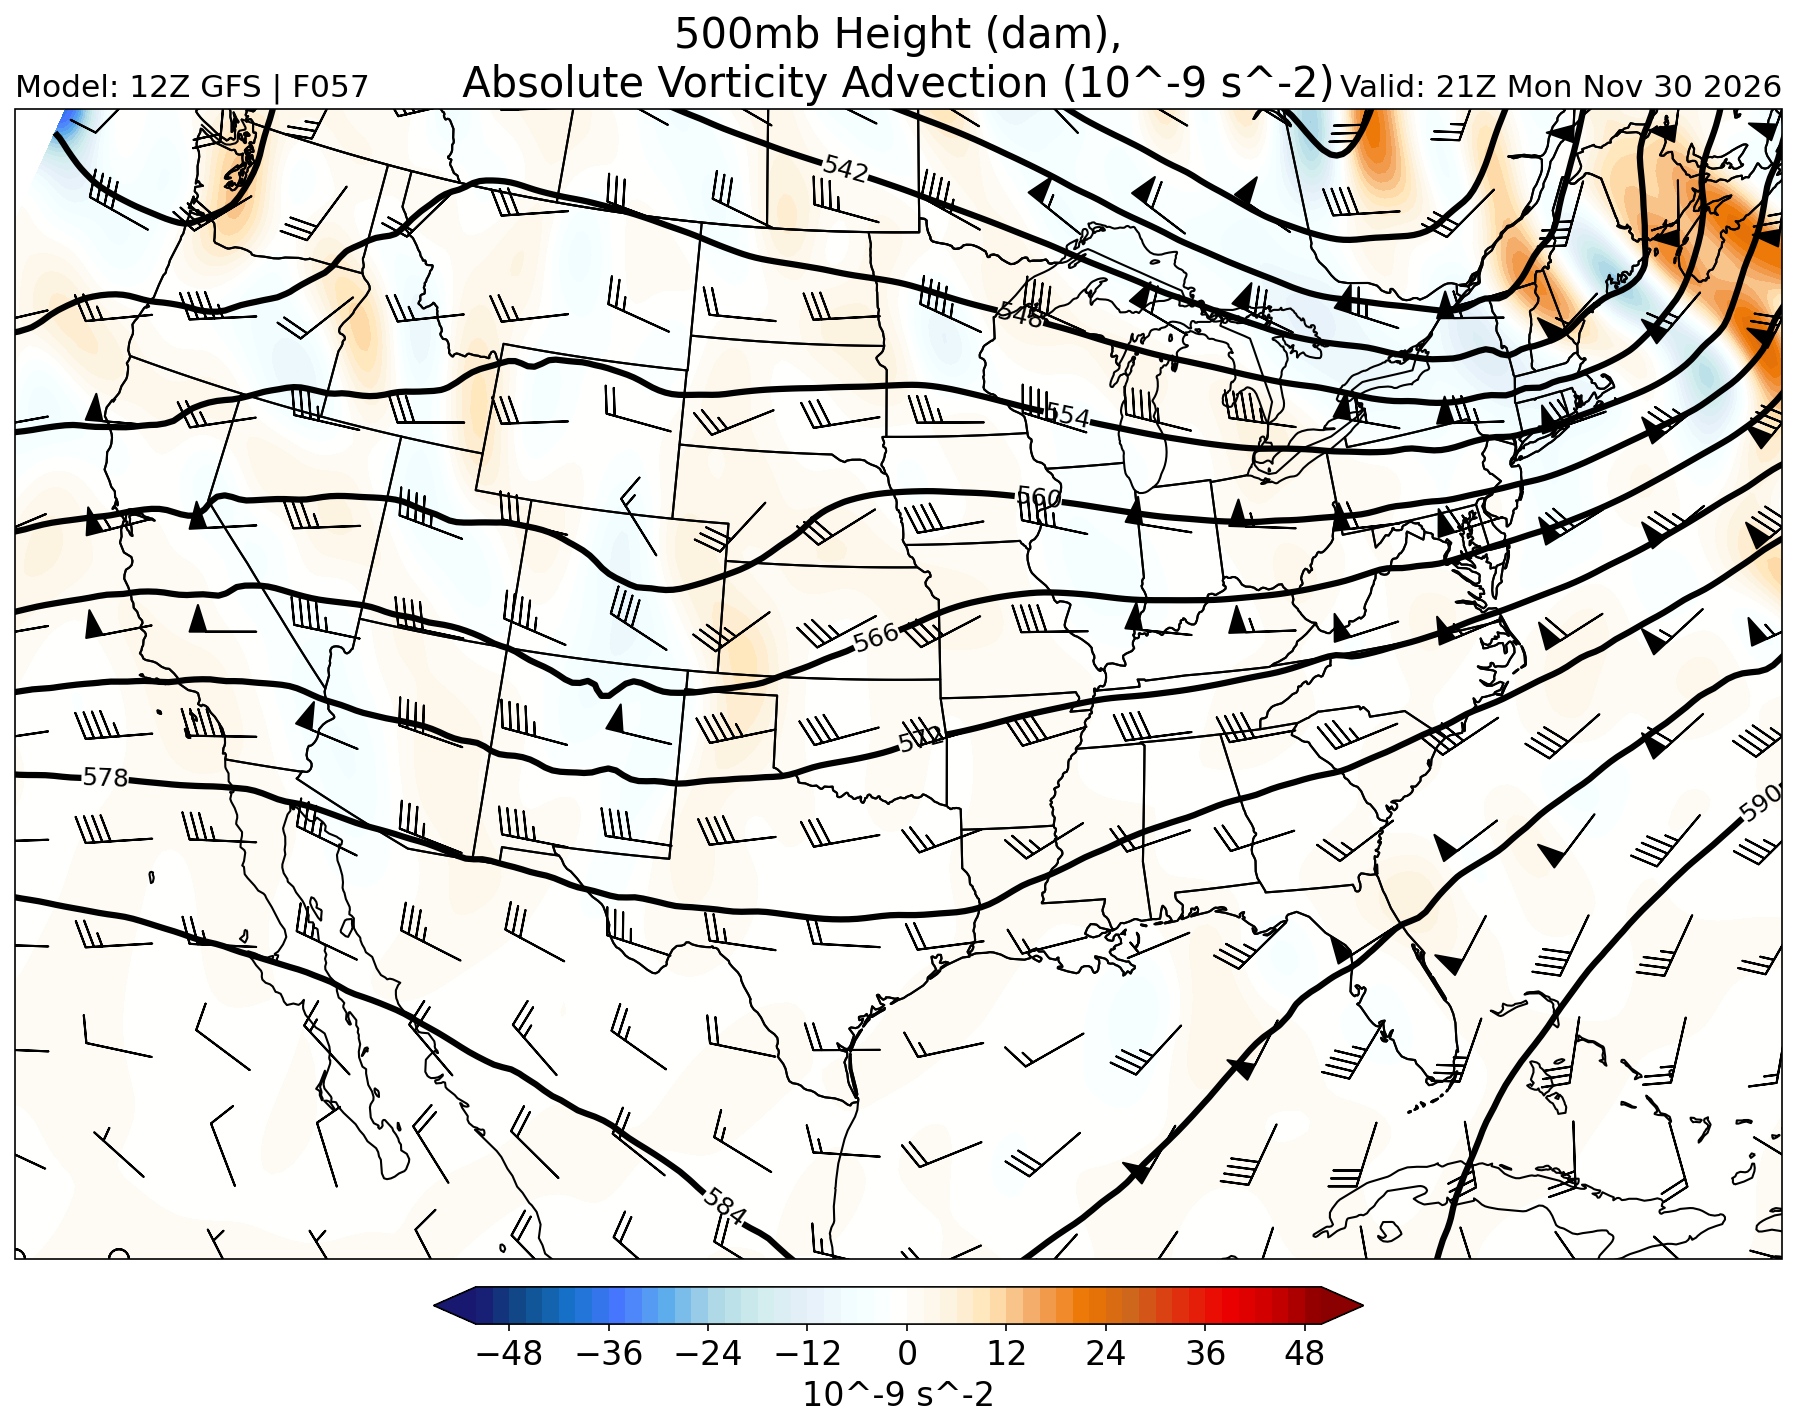 500mb Height (dam),
Model: 12Z GFS | F057
Absolute Vorticity Advection (10^-9 s^-2)
Valid: 21Z Mon Nov 30 2026
542
548
554
560
566
572
578
590
584
−48 −36 −24 −12 0 12 24 36 48
10^-9 s^-2